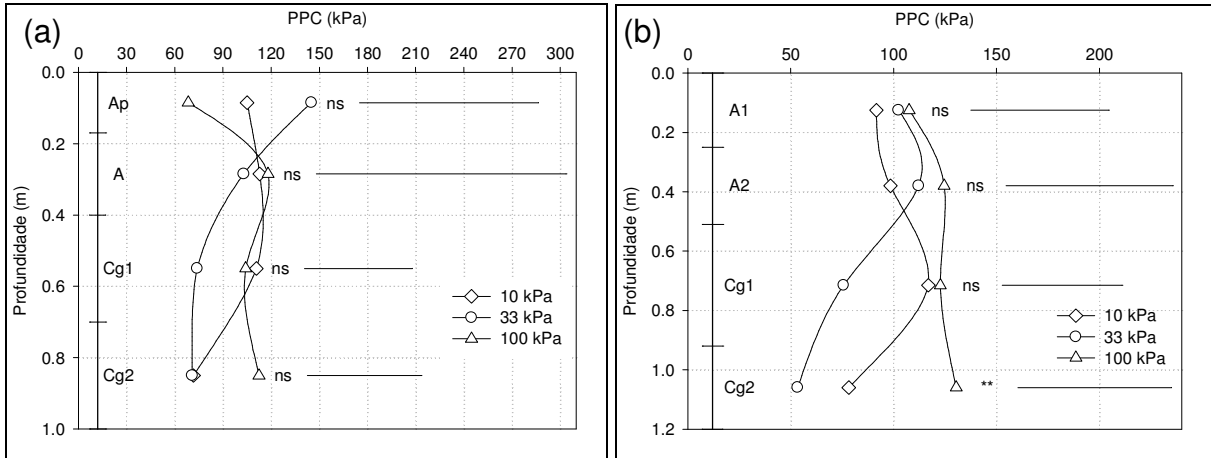 (a)
PPC (kPa)
0 30 60 90 120 150 180 210 240 270 300
Profundidade (m)
0.0
0.2
0.4
0.6
0.8
1.0
Ap ns
A ns
Cg1 ns
Cg2 ns
10 kPa
33 kPa
100 kPa
(b)
PPC (kPa)
0 50 100 150 200
Profundidade (m)
0.0
0.2
0.4
0.6
0.8
1.0
1.2
A1 ns
A2 ns
Cg1 ns
Cg2 **
10 kPa
33 kPa
100 kPa